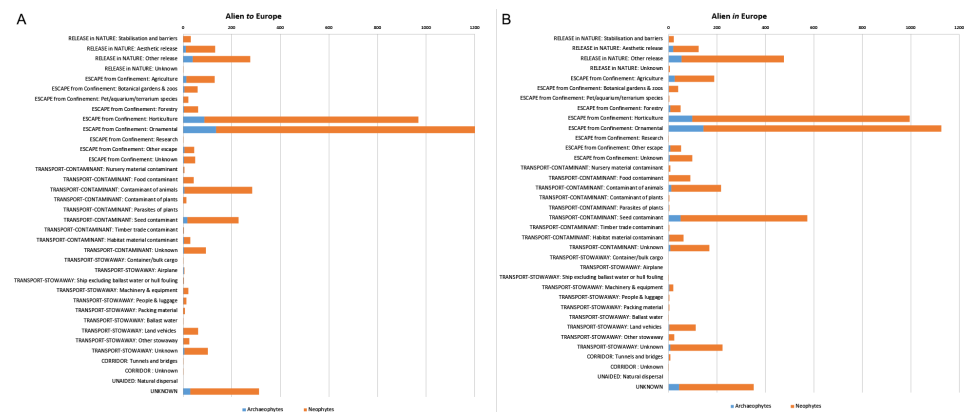 A
Alien to Europe
0 200 400 600 800 1000 1200
RELEASE in NATURE: Stabilisation and barriers
RELEASE in NATURE: Aesthetic release
RELEASE in NATURE: Other release
RELEASE in NATURE: Unknown
ESCAPE from Confinement: Agriculture
ESCAPE from Confinement: Botanical gardens & zoos
ESCAPE from Confinement: Pet/aquarium/terrarium species
ESCAPE from Confinement: Forestry
ESCAPE from Confinement: Horticulture
ESCAPE from Confinement: Ornamental
ESCAPE from Confinement: Research
ESCAPE from Confinement: Other escape
ESCAPE from Confinement: Unknown
TRANSPORT-CONTAMINANT: Nursery material contaminant
TRANSPORT-CONTAMINANT: Food contaminant
TRANSPORT-CONTAMINANT: Contaminant of animals
TRANSPORT-CONTAMINANT: Contaminant of plants
TRANSPORT-CONTAMINANT: Parasites of plants
TRANSPORT-CONTAMINANT: Seed contaminant
TRANSPORT-CONTAMINANT: Timber trade contaminant
TRANSPORT-CONTAMINANT: Habitat material contaminant
TRANSPORT-CONTAMINANT: Unknown
TRANSPORT-STOWAWAY: Container/bulk cargo
TRANSPORT-STOWAWAY: Airplane
TRANSPORT-STOWAWAY: Ship excluding ballast water or hull fouling
TRANSPORT-STOWAWAY: Machinery & equipment
TRANSPORT-STOWAWAY: People & luggage
TRANSPORT-STOWAWAY: Packing material
TRANSPORT-STOWAWAY: Ballast water
TRANSPORT-STOWAWAY: Land vehicles
TRANSPORT-STOWAWAY: Other stowaway
TRANSPORT-STOWAWAY: Unknown
CORRIDOR: Tunnels and bridges
CORRIDOR : Unknown
UNAIDED: Natural dispersal
UNKNOWN
Archaeophytes Neophytes
B
Alien in Europe
0 200 400 600 800 1000 1200
RELEASE in NATURE: Stabilisation and barriers
RELEASE in NATURE: Aesthetic release
RELEASE in NATURE: Other release
RELEASE in NATURE: Unknown
ESCAPE from Confinement: Agriculture
ESCAPE from Confinement: Botanical gardens & zoos
ESCAPE from Confinement: Pet/aquarium/terrarium species
ESCAPE from Confinement: Forestry
ESCAPE from Confinement: Horticulture
ESCAPE from Confinement: Ornamental
ESCAPE from Confinement: Research
ESCAPE from Confinement: Other escape
ESCAPE from Confinement: Unknown
TRANSPORT-CONTAMINANT: Nursery material contaminant
TRANSPORT-CONTAMINANT: Food contaminant
TRANSPORT-CONTAMINANT: Contaminant of animals
TRANSPORT-CONTAMINANT: Contaminant of plants
TRANSPORT-CONTAMINANT: Parasites of plants
TRANSPORT-CONTAMINANT: Seed contaminant
TRANSPORT-CONTAMINANT: Timber trade contaminant
TRANSPORT-CONTAMINANT: Habitat material contaminant
TRANSPORT-CONTAMINANT: Unknown
TRANSPORT-STOWAWAY: Container/bulk cargo
TRANSPORT-STOWAWAY: Airplane
TRANSPORT-STOWAWAY: Ship excluding ballast water or hull fouling
TRANSPORT-STOWAWAY: Machinery & equipment
TRANSPORT-STOWAWAY: People & luggage
TRANSPORT-STOWAWAY: Packing material
TRANSPORT-STOWAWAY: Ballast water
TRANSPORT-STOWAWAY: Land vehicles
TRANSPORT-STOWAWAY: Other stowaway
TRANSPORT-STOWAWAY: Unknown
CORRIDOR: Tunnels and bridges
CORRIDOR : Unknown
UNAIDED: Natural dispersal
UNKNOWN
Archaeophytes Neophytes